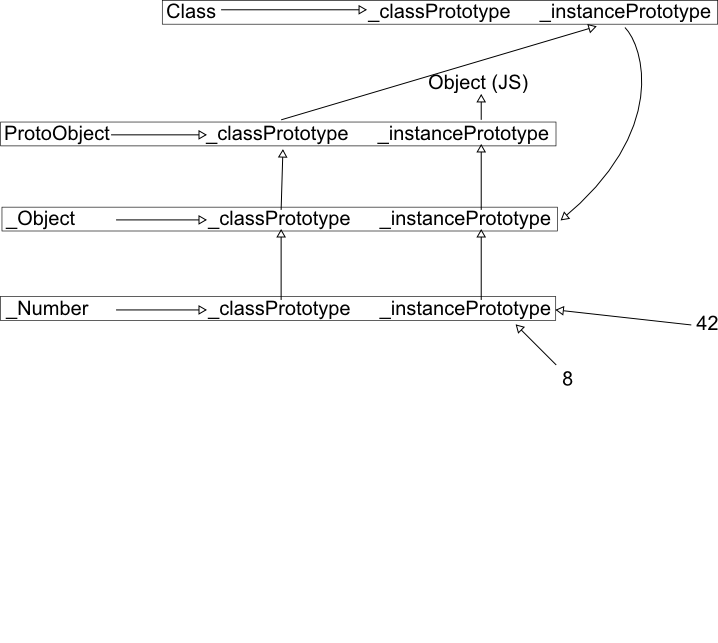 Class _classPrototype _instancePrototype
Object (JS)
ProtoObject _classPrototype _instancePrototype
_Object _classPrototype _instancePrototype
_Number _classPrototype _instancePrototype
42
8